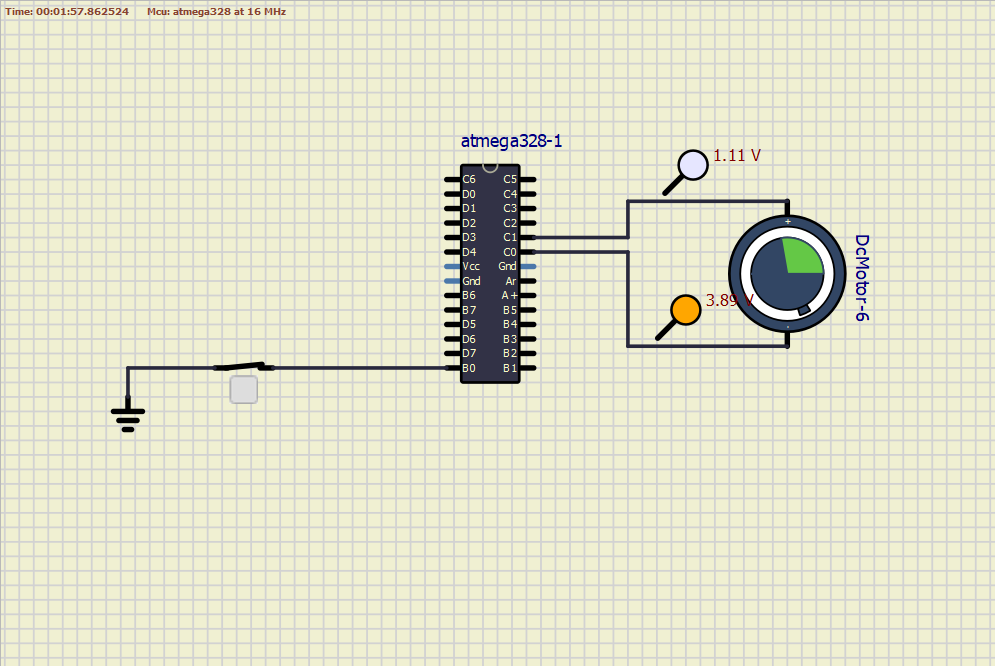 Time: 00:01:57.862524 Mcu: atmega328 at 16 MHz
atmega328-1
1.11 V
C6 C5
D0 C4
D1 C3
D2 C2
D3 C1
D4 C0
Vcc Gnd
Gnd Ar
B6 A+
B7 B5
D5 B4
D6 B3
D7 B2
B0 B1
+
3.89 V
-
DcMotor-6